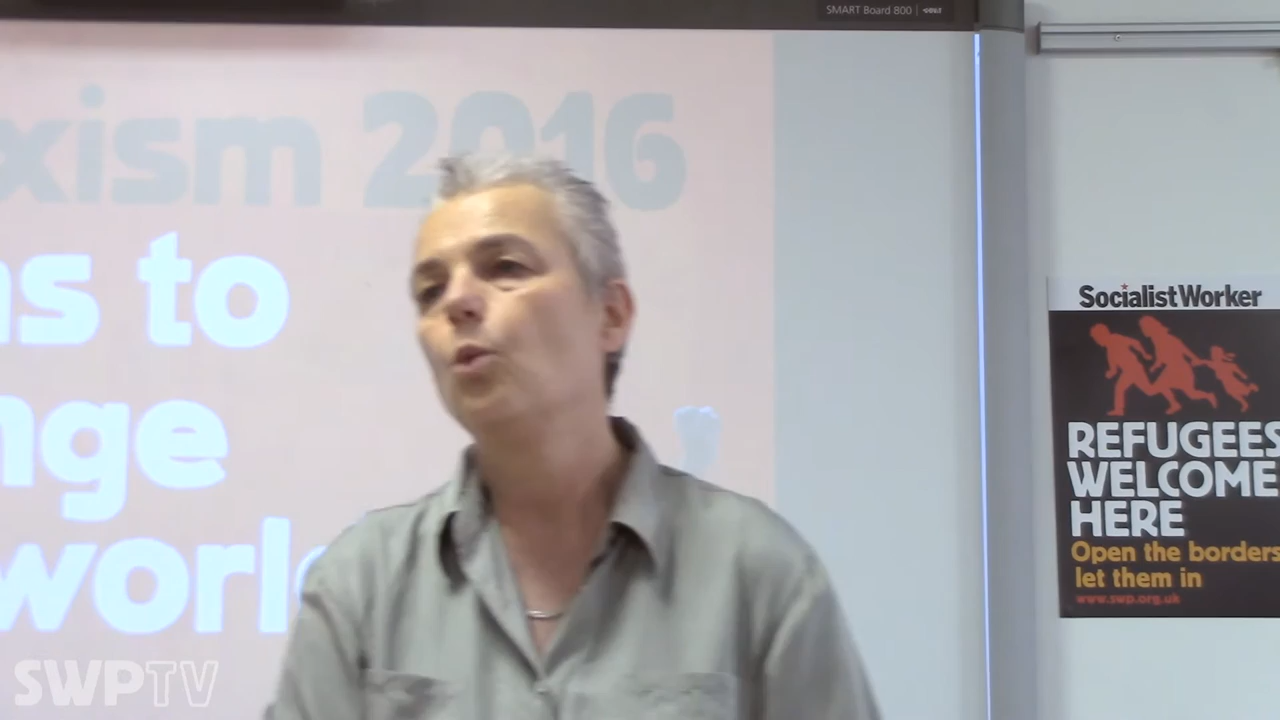 SMART Board 800
xism 2016
ns to
nge
worl
SocialistWorker
REFUGEES
WELCOME
HERE
Open the borders
let them in
www.swp.org.uk
SWPTV